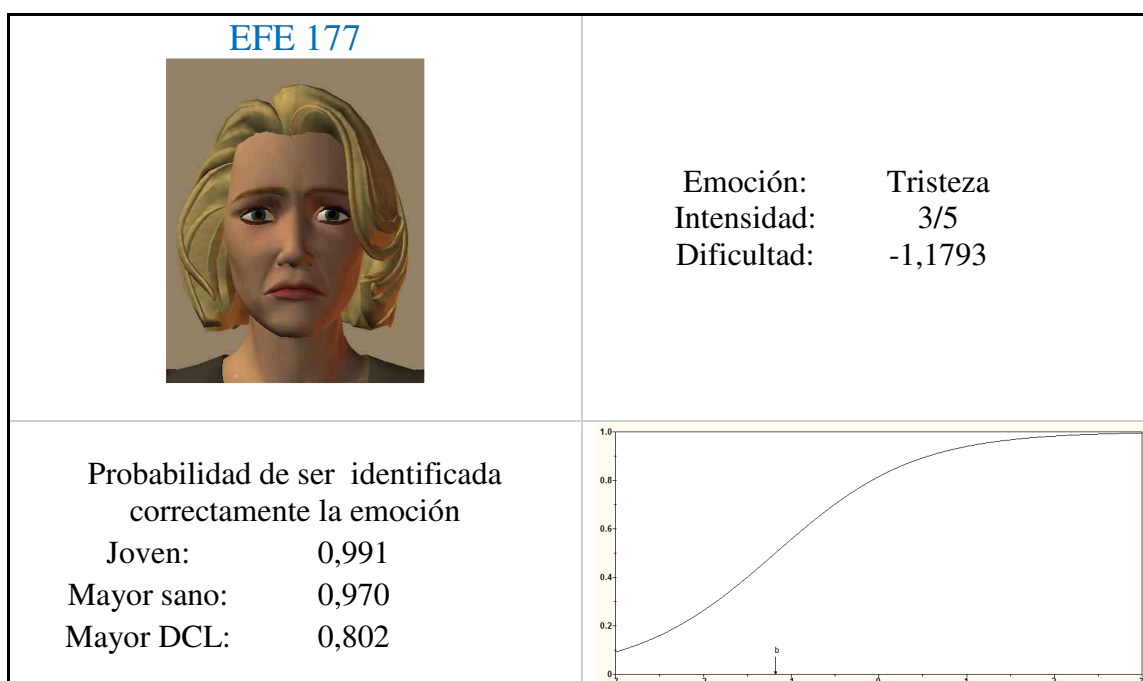 EFE 177
Emoción: Tristeza
Intensidad: 3/5
Dificultad: -1,1793
Probabilidad de ser identificada
correctamente la emoción
Joven: 0,991
Mayor sano: 0,970
Mayor DCL: 0,802
1.0
0.8
0.6
0.4
0.2
0
b